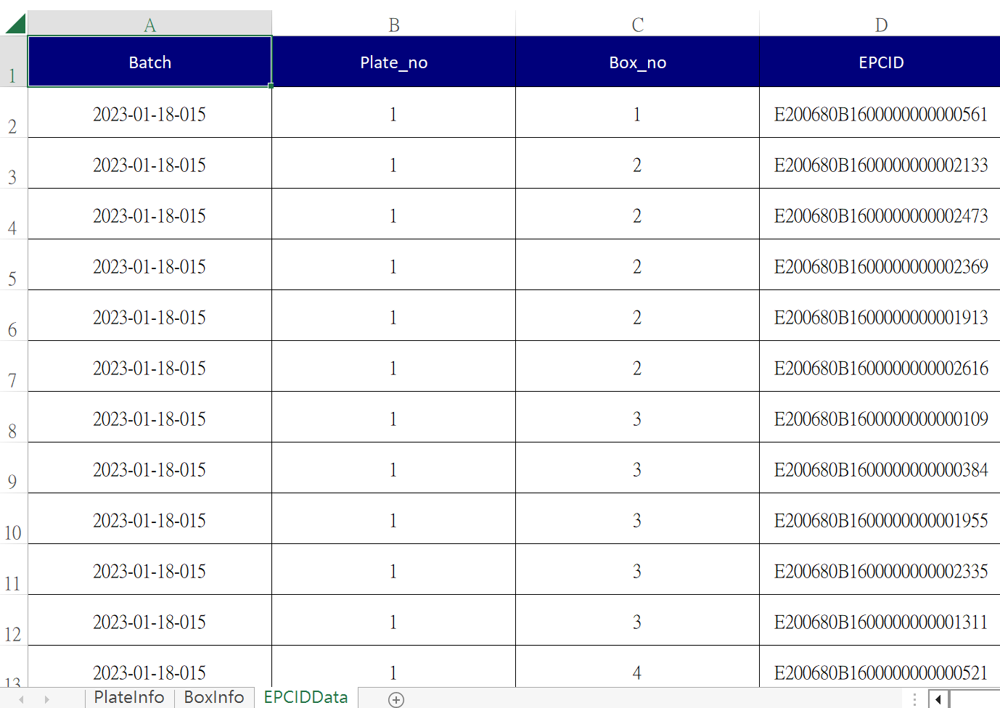 A B C D
1 Batch Plate_no Box_no EPCID
2 2023-01-18-015 1 1 E200680B1600000000000561
3 2023-01-18-015 1 2 E200680B1600000000002133
4 2023-01-18-015 1 2 E200680B1600000000002473
5 2023-01-18-015 1 2 E200680B1600000000002369
6 2023-01-18-015 1 2 E200680B1600000000001913
7 2023-01-18-015 1 2 E200680B1600000000002616
8 2023-01-18-015 1 3 E200680B1600000000000109
9 2023-01-18-015 1 3 E200680B1600000000000384
10 2023-01-18-015 1 3 E200680B1600000000001955
11 2023-01-18-015 1 3 E200680B1600000000002335
12 2023-01-18-015 1 3 E200680B1600000000001311
13 2023-01-18-015 1 4 E200680B1600000000000521
PlateInfo BoxInfo EPCIDData